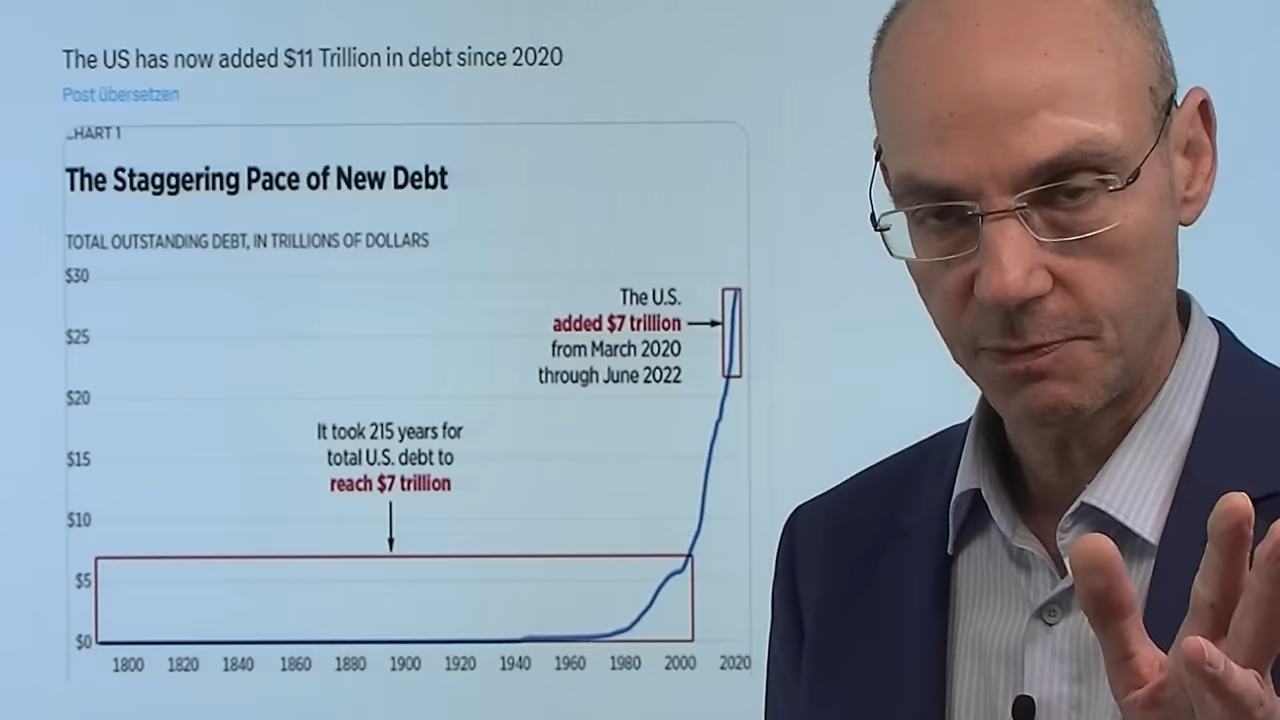 The US has now added $11 Trillion in debt since 2020
Post übersetzen
CHART 1
The Staggering Pace of New Debt
TOTAL OUTSTANDING DEBT, IN TRILLIONS OF DOLLARS
$30
The U.S.
added $7 trillion
from March 2020
through June 2022
$25
$20
It took 215 years for
total U.S. debt to
reach $7 trillion
$15
$10
$5
$0
1800 1820 1840 1860 1880 1900 1920 1940 1960 1980 2000 2020